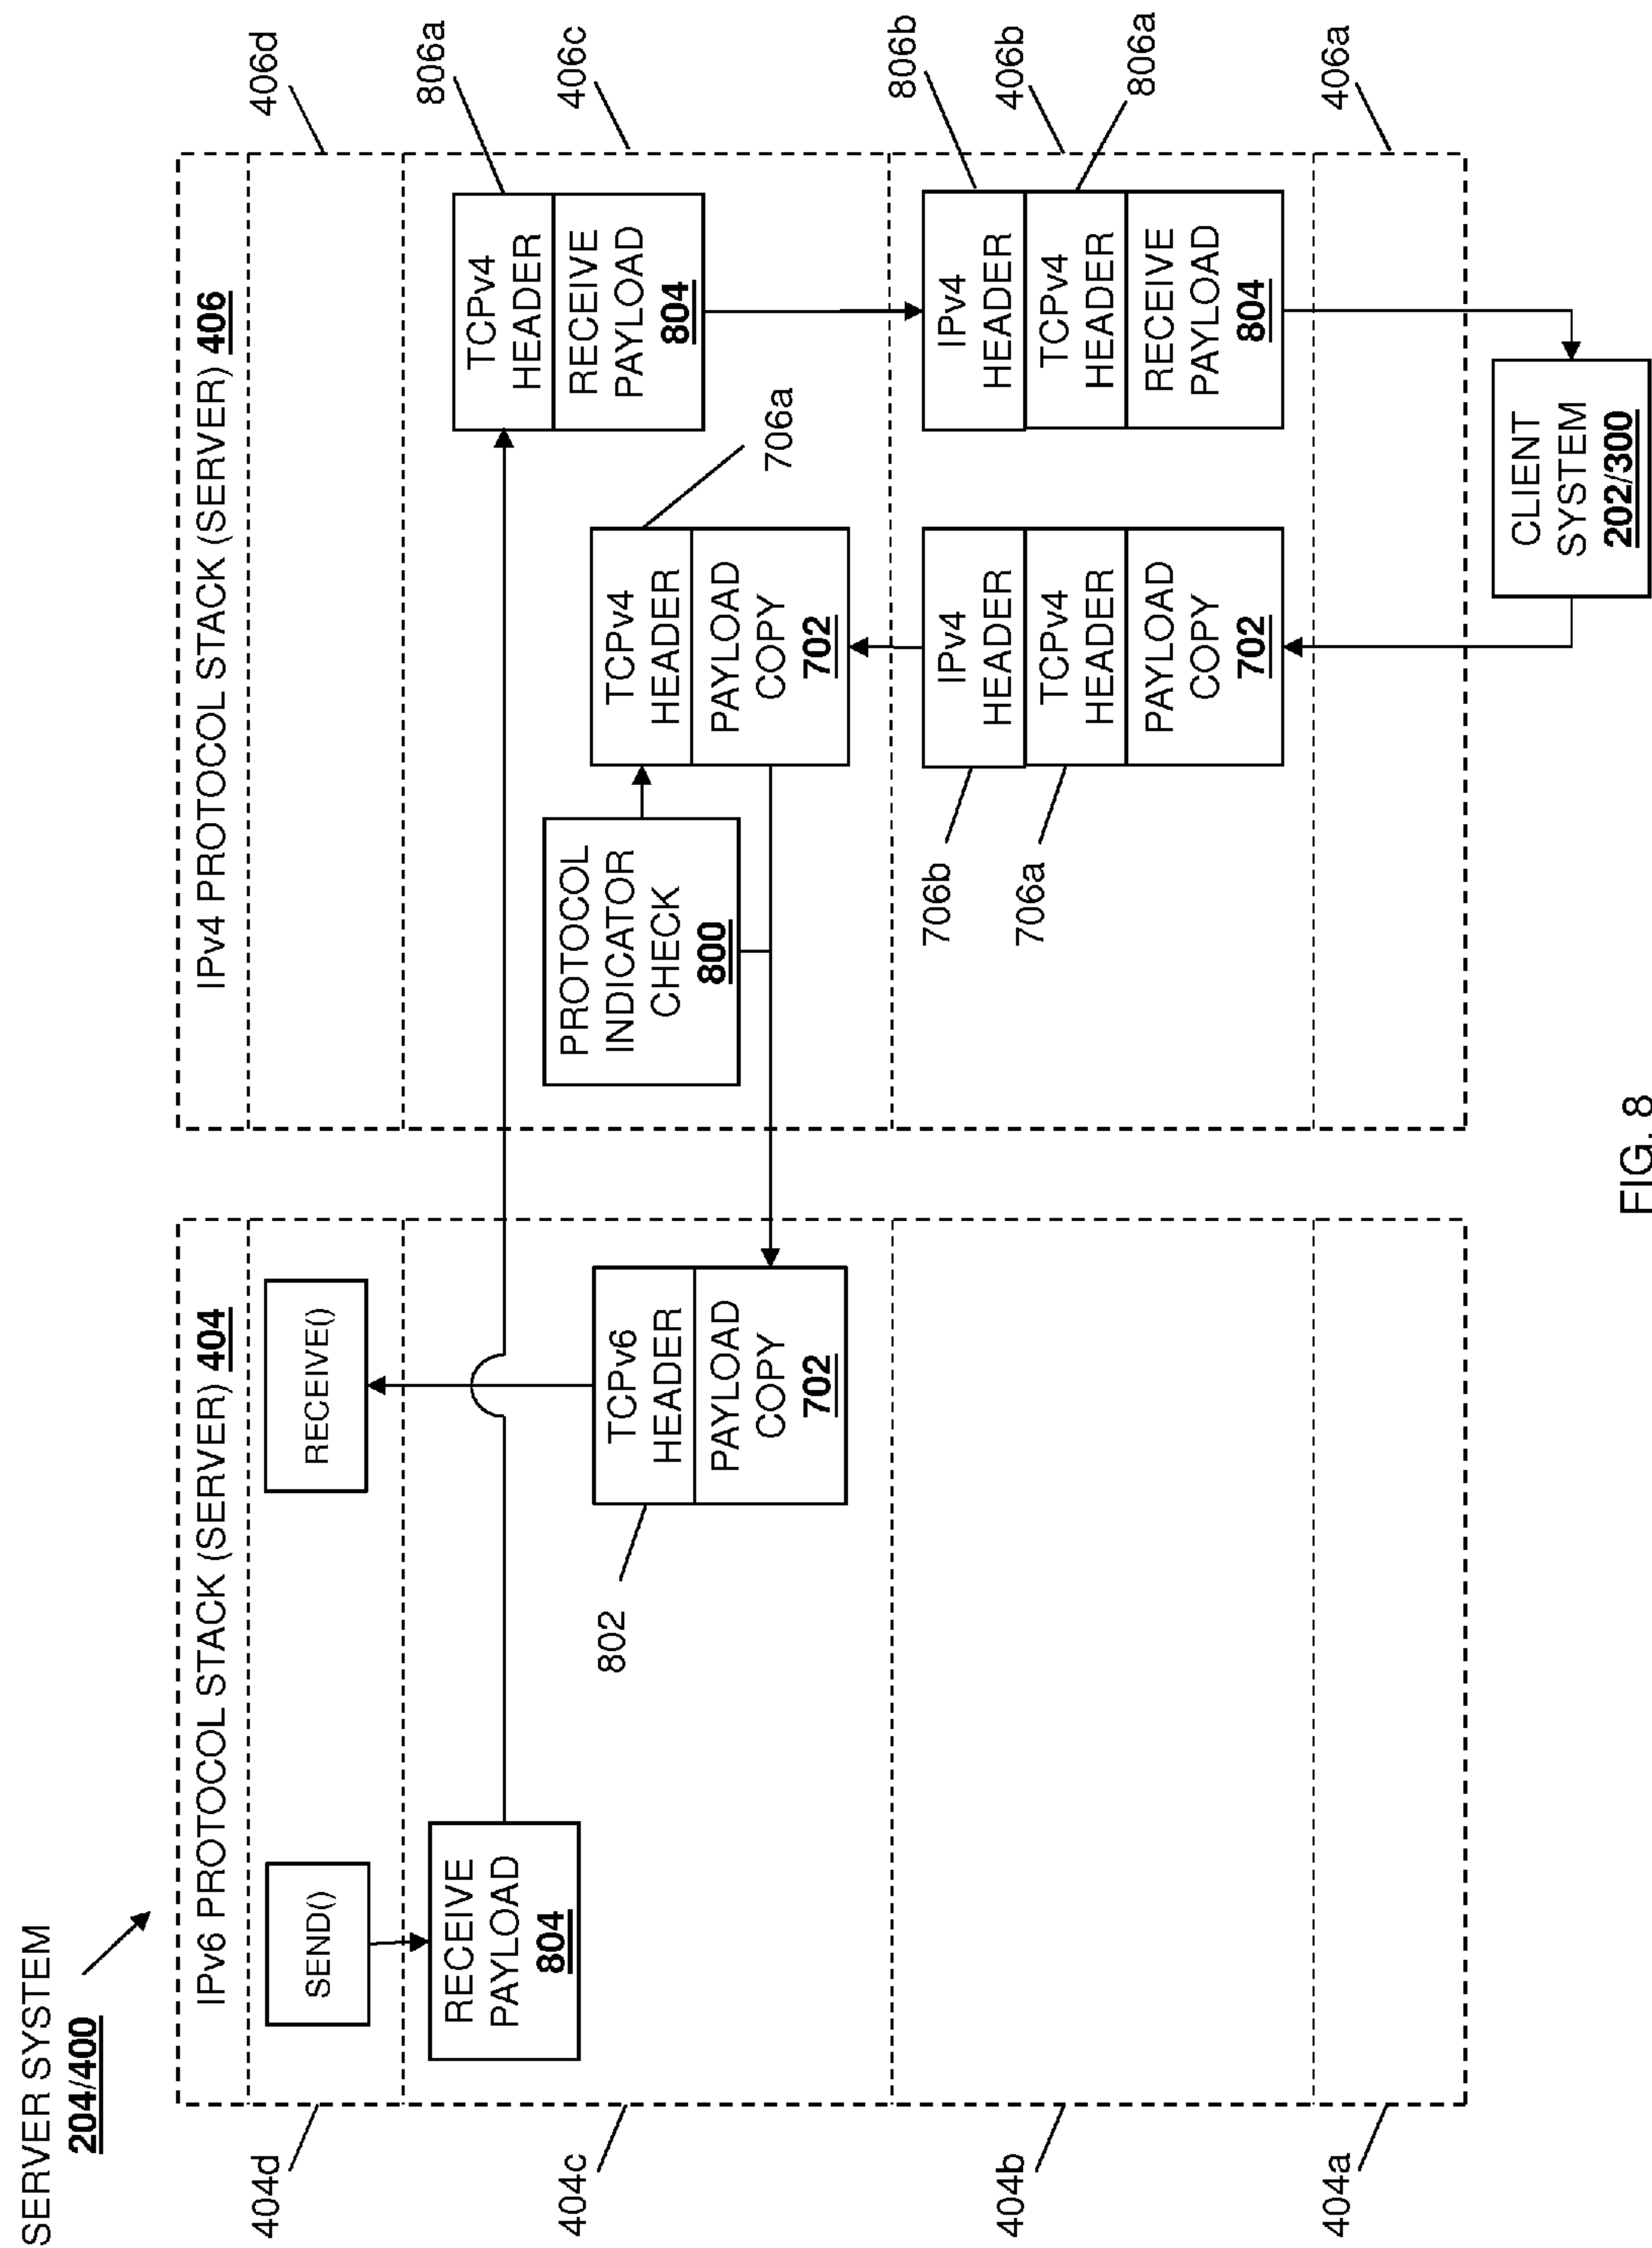 SERVER SYSTEM
204/400
IPv6 PROTOCOL STACK (SERVER) 404
404d
SEND()
RECEIVE()
404c
RECEIVE
PAYLOAD
804
802
TCPv6
HEADER
PAYLOAD
COPY
702
404b
404a
IPv4 PROTOCOL STACK (SERVER) 406
406d
806a
TCPv4
HEADER
RECEIVE
PAYLOAD
804
406c
PROTOCOL
INDICATOR
CHECK
800
TCPv4
HEADER
PAYLOAD
COPY
702
706a
806b
406b
806a
706b
706a
IPv4
HEADER
TCPv4
HEADER
PAYLOAD
COPY
702
IPv4
HEADER
TCPv4
HEADER
RECEIVE
PAYLOAD
804
406a
CLIENT
SYSTEM
202/300
FIG. 8